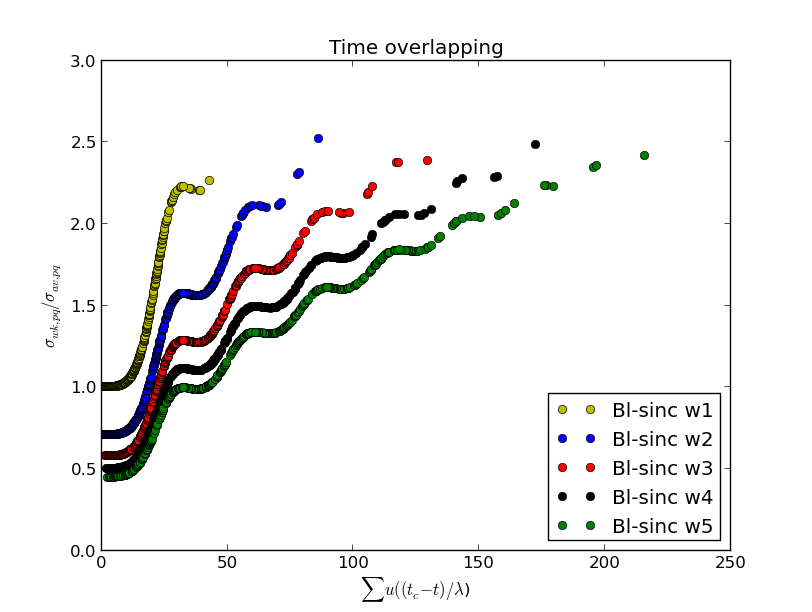 Time overlapping
3.0
2.5
2.0
1.5
1.0
0.5
0.0
σ_{wk,pq}/σ_{av,pq}
Bl-sinc w1
Bl-sinc w2
Bl-sinc w3
Bl-sinc w4
Bl-sinc w5
0 50 100 150 200 250
∑u((t_c−t)/λ)